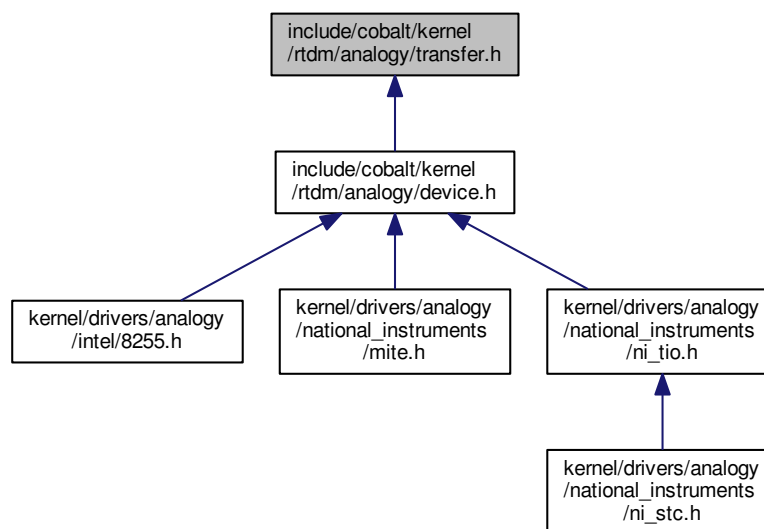 include/cobalt/kernel
/rtdm/analogy/transfer.h
include/cobalt/kernel
/rtdm/analogy/device.h
kernel/drivers/analogy
/intel/8255.h
kernel/drivers/analogy
/national_instruments
/mite.h
kernel/drivers/analogy
/national_instruments
/ni_tio.h
kernel/drivers/analogy
/national_instruments
/ni_stc.h